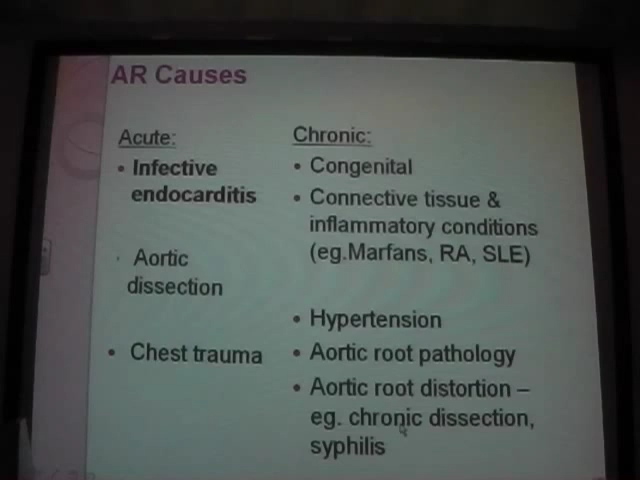 AR Causes
Acute:
• Infective
endocarditis
• Aortic
dissection
• Chest trauma
Chronic:
• Congenital
• Connective tissue &
inflammatory conditions
(eg.Marfans, RA, SLE)
• Hypertension
• Aortic root pathology
• Aortic root distortion –
eg. chronic dissection,
syphilis